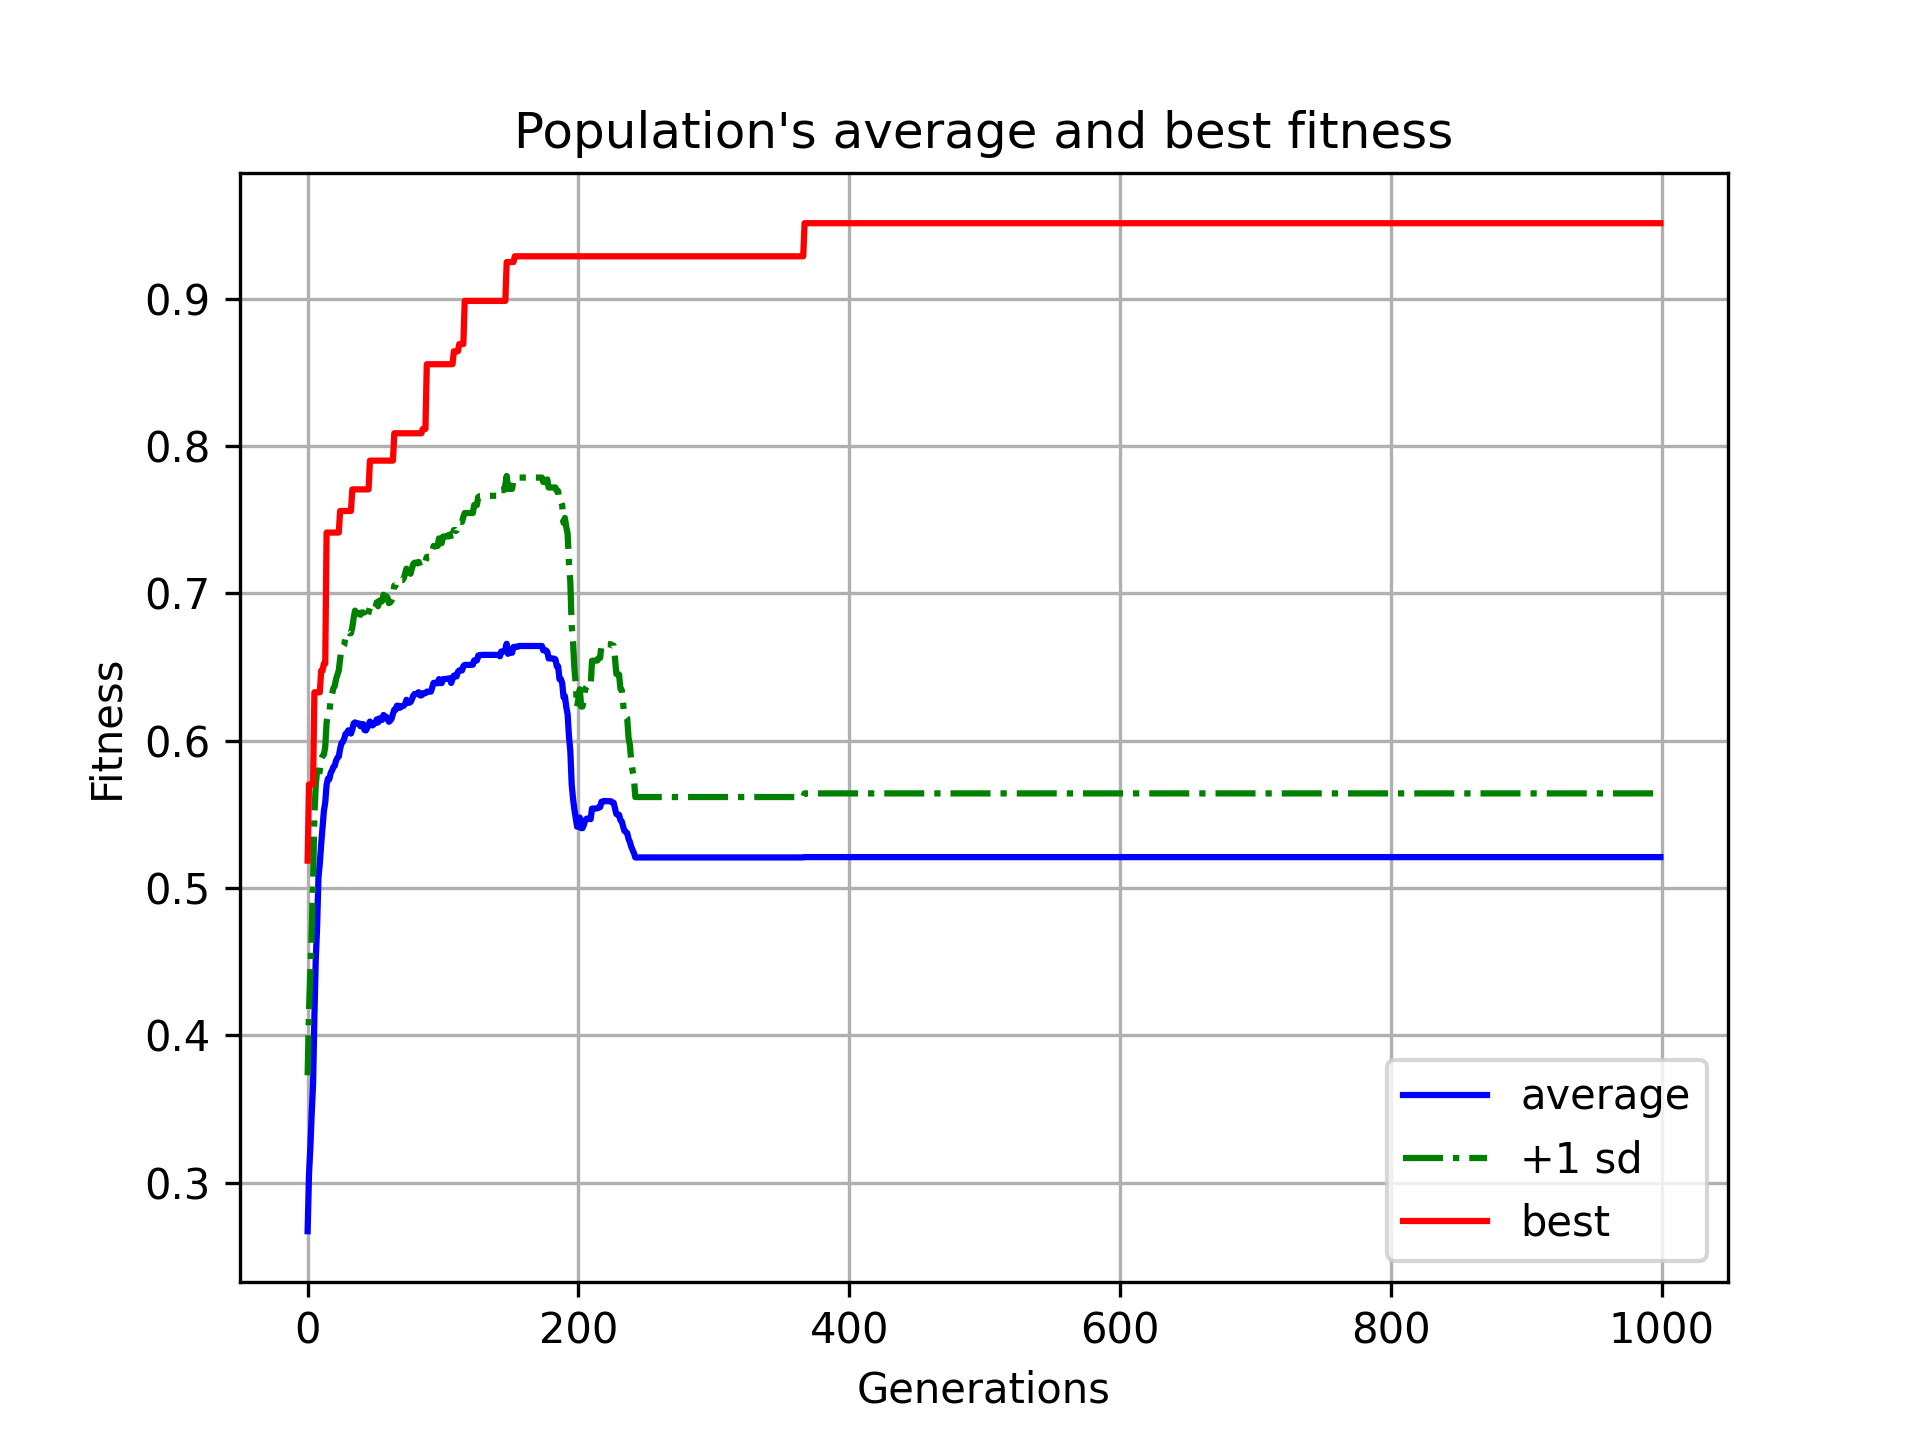 Population's average and best fitness
Fitness
0.9
0.8
0.7
0.6
0.5
0.4
0.3
average
+1 sd
best
0 200 400 600 800 1000
Generations